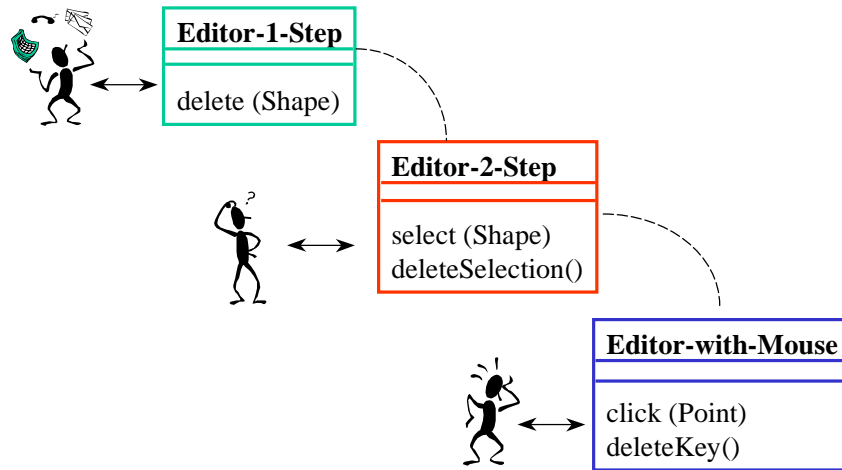 Editor-1-Step
delete (Shape)
Editor-2-Step
?
select (Shape)
deleteSelection()
Editor-with-Mouse
click (Point)
deleteKey()